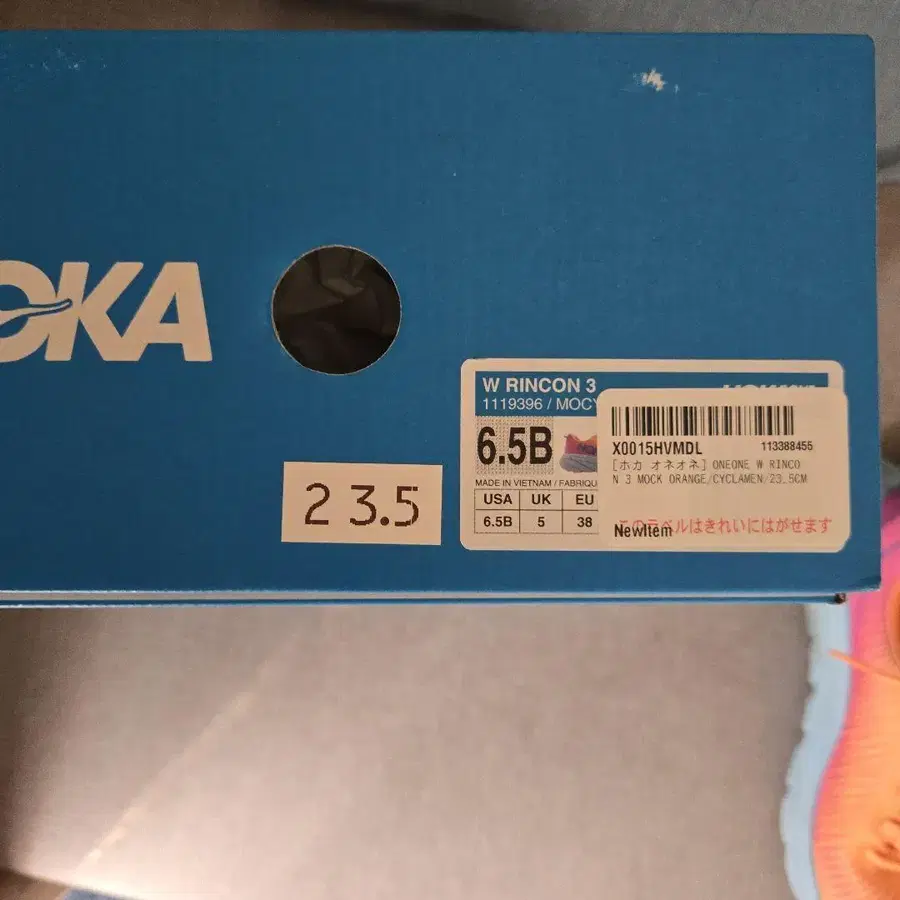 OKA
W RINCON 3
1119396 / MOCY
6.5B
MADE IN VIETNAM / FABRIQU
USA UK EU
6.5B 5 38
23.5
X0015HVMDL 113388455
[ホカ オネオネ] ONEONE W RINCO
N 3 MOCK ORANGE/CYCLAMEN/23.5CM
このラベルはきれいにはがせます
NewItem